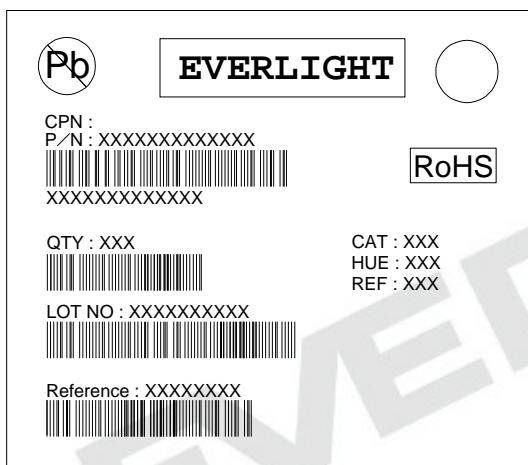 Pb
EVERLIGHT
CPN :
P/N : XXXXXXXXXXXXX
RoHS
XXXXXXXXXXXXX
QTY : XXX
CAT : XXX
HUE : XXX
REF : XXX
LOT NO : XXXXXXXXXX
Reference : XXXXXXXX